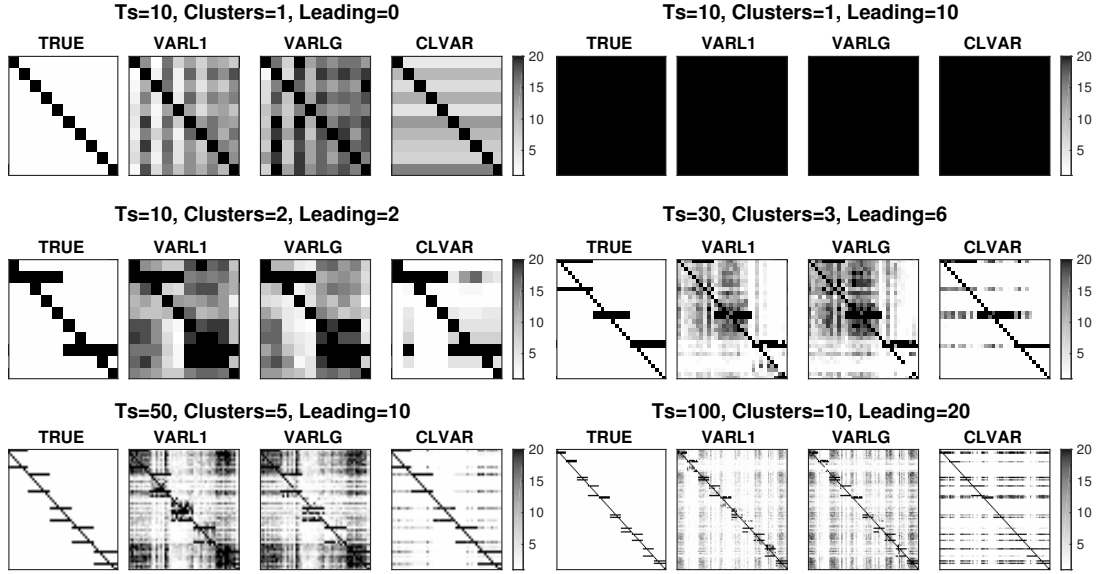 Ts=10, Clusters=1, Leading=0
TRUE VARL1 VARLG CLVAR
20
15
10
5
Ts=10, Clusters=1, Leading=10
TRUE VARL1 VARLG CLVAR
20
15
10
5
Ts=10, Clusters=2, Leading=2
TRUE VARL1 VARLG CLVAR
20
15
10
5
Ts=30, Clusters=3, Leading=6
TRUE VARL1 VARLG CLVAR
20
15
10
5
Ts=50, Clusters=5, Leading=10
TRUE VARL1 VARLG CLVAR
20
15
10
5
Ts=100, Clusters=10, Leading=20
TRUE VARL1 VARLG CLVAR
20
15
10
5